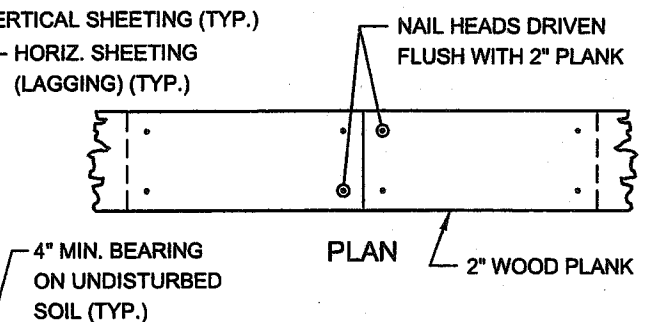 ERTICAL SHEETING (TYP.)
HORIZ. SHEETING
(LAGGING) (TYP.)
NAIL HEADS DRIVEN
FLUSH WITH 2" PLANK
4" MIN. BEARING
ON UNDISTURBED
SOIL (TYP.)
PLAN
2" WOOD PLANK